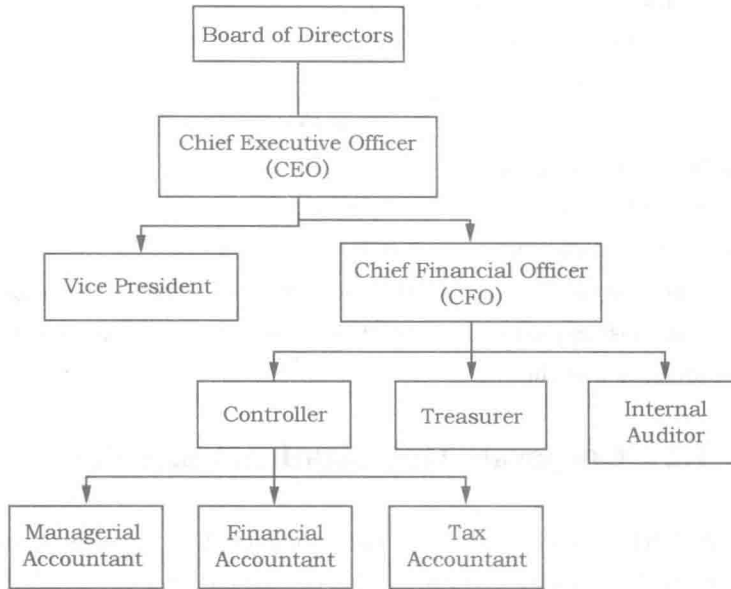 Board of Directors
Chief Executive Officer
(CEO)
Vice President
Chief Financial Officer
(CFO)
Controller
Treasurer
Internal
Auditor
Managerial
Accountant
Financial
Accountant
Tax
Accountant